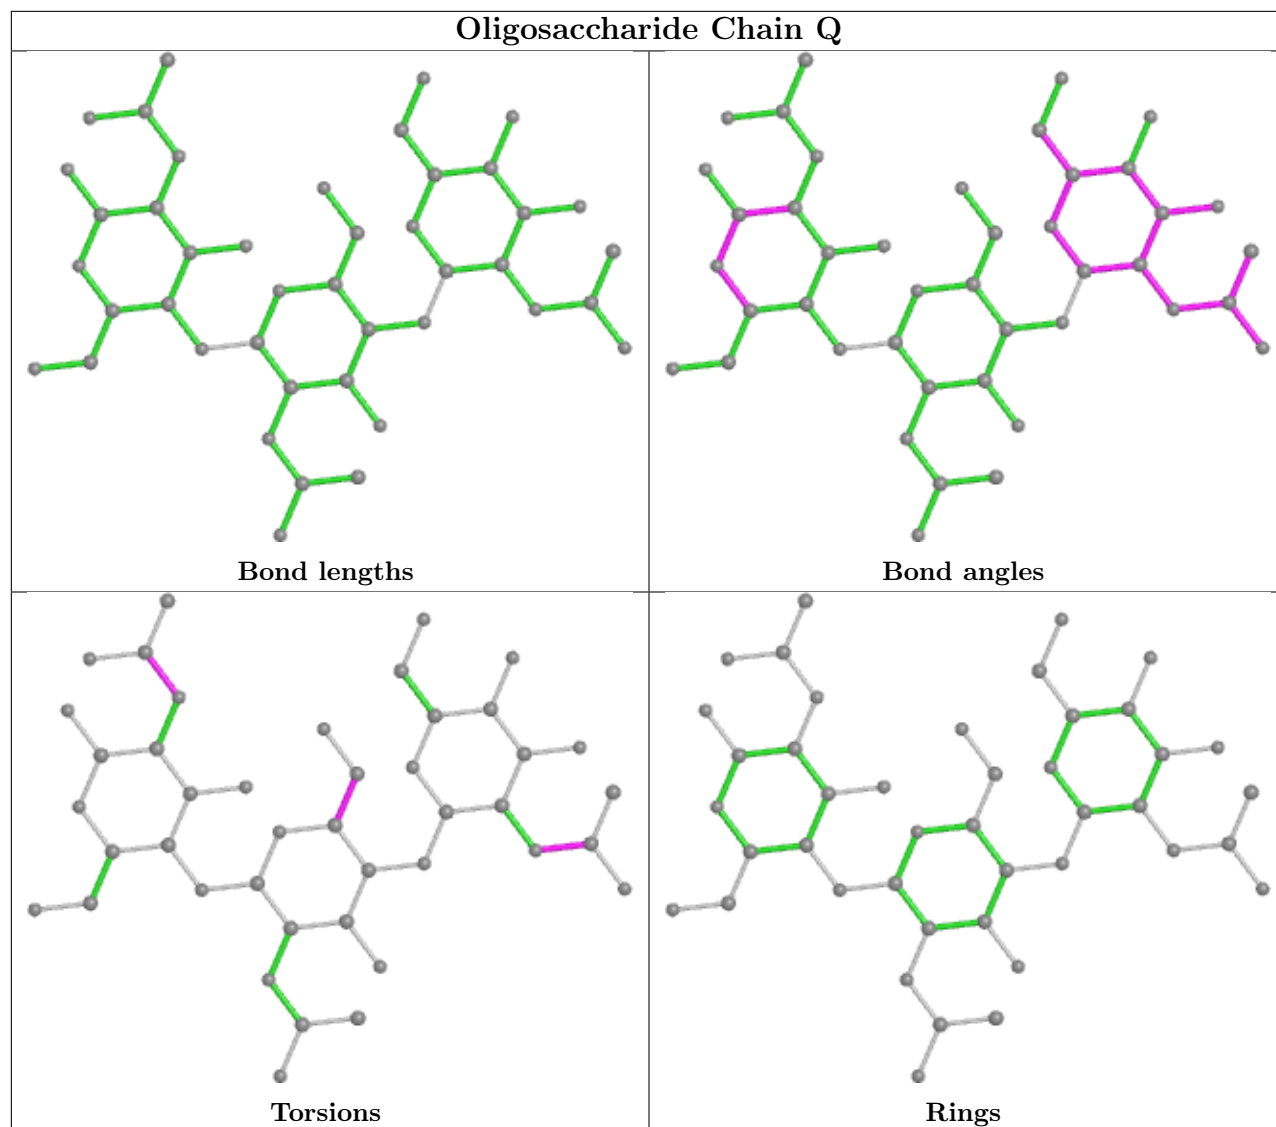 Oligosaccharide Chain Q
Bond lengths
Bond angles
Torsions
Rings